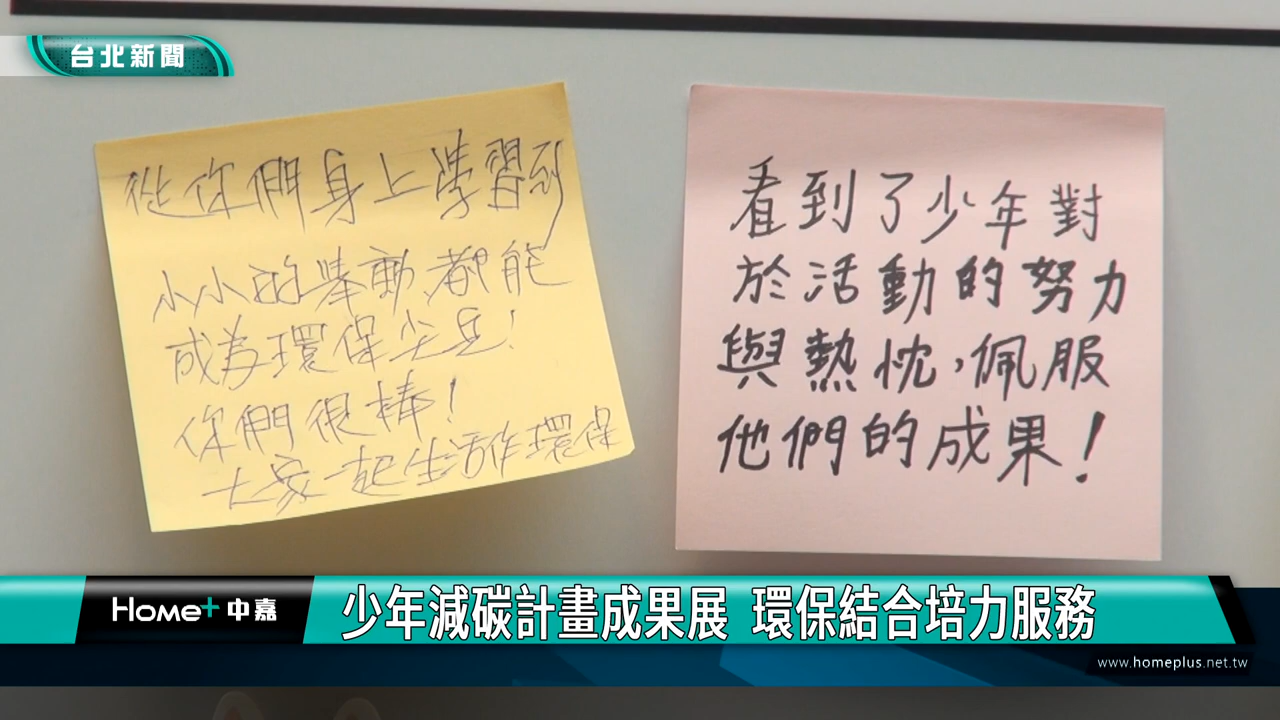 台北新聞
從你們身上學習到
小小的舉動都能
成為環保尖兵!
你們很棒!
大家一起生活作環保
看到了少年對
於活動的努力
與熱忱,佩服
他們的成果!
Home+中嘉
少年減碳計畫成果展 環保結合培力服務
www.homeplus.net.tw